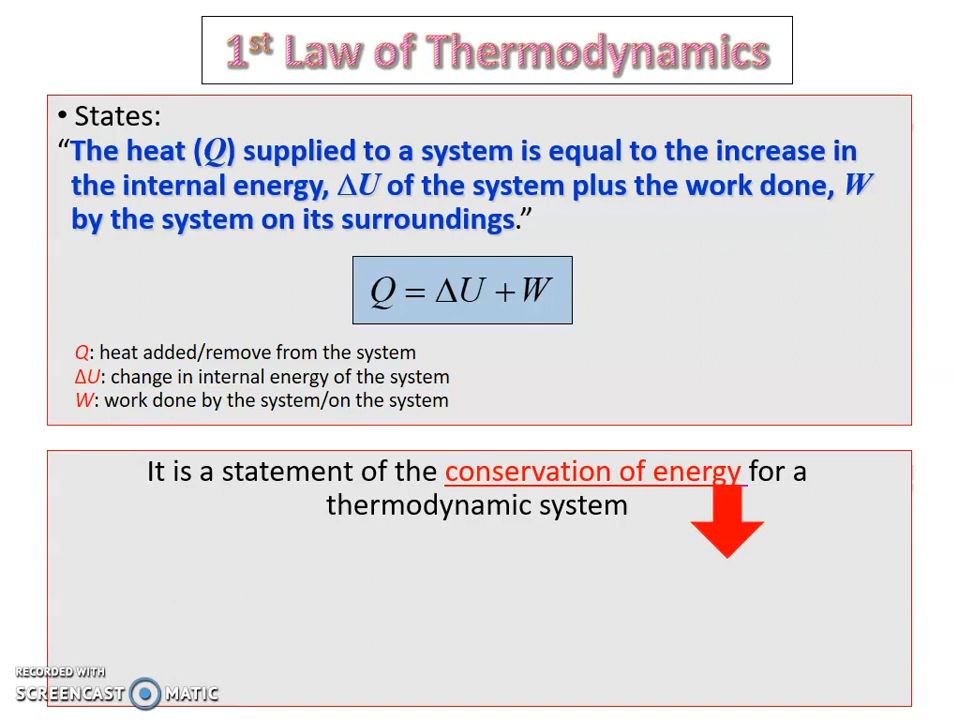 1st Law of Thermodynamics
• States:
“The heat (Q) supplied to a system is equal to the increase in
the internal energy, ΔU of the system plus the work done, W
by the system on its surroundings.”
Q = ΔU + W
Q: heat added/remove from the system
ΔU: change in internal energy of the system
W: work done by the system/on the system
It is a statement of the conservation of energy for a
thermodynamic system
RECORDED WITH
SCREENCAST MATIC